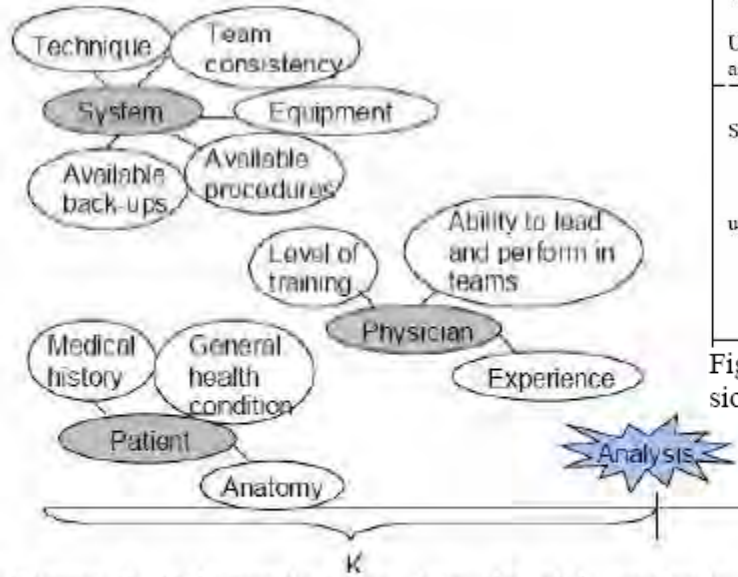 Technique
Team
consistency
System
Equipment
Available
back-ups
Available
procedures
Level of
training
Ability to lead
and perform in
teams
Physician
Experience
Medical
history
General
health
condition
Patient
Anatomy
Analysis
K
U
a
S
u
Fig
sic